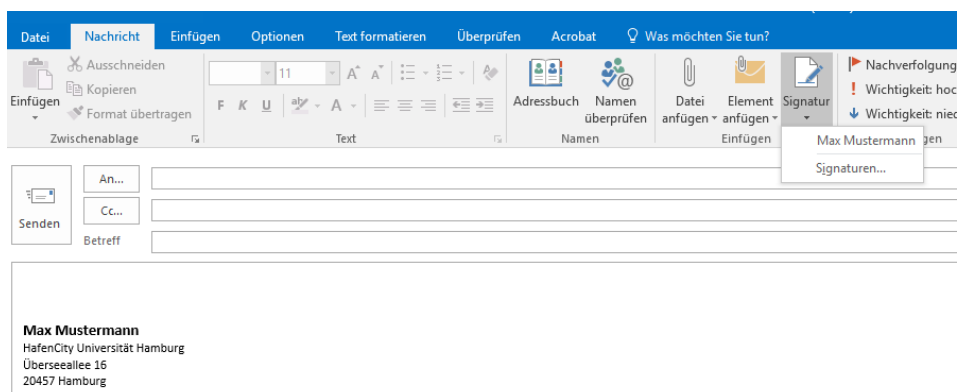 Datei Nachricht Einfügen Optionen Text formatieren Überprüfen Acrobat Was möchten Sie tun?
Einfügen
Ausschneiden
Kopieren
Format übertragen
Zwischenablage
11
F K U
Text
Adressbuch
Namen überprüfen
Namen
Datei anfügen
Element anfügen
Signatur
Einfügen
Nachverfolgung
Wichtigkeit: hoc
Wichtigkeit: nied
gen
Max Mustermann
Signaturen...
Senden
An...
Cc...
Betreff
Max Mustermann
HafenCity Universität Hamburg
Überseeallee 16
20457 Hamburg